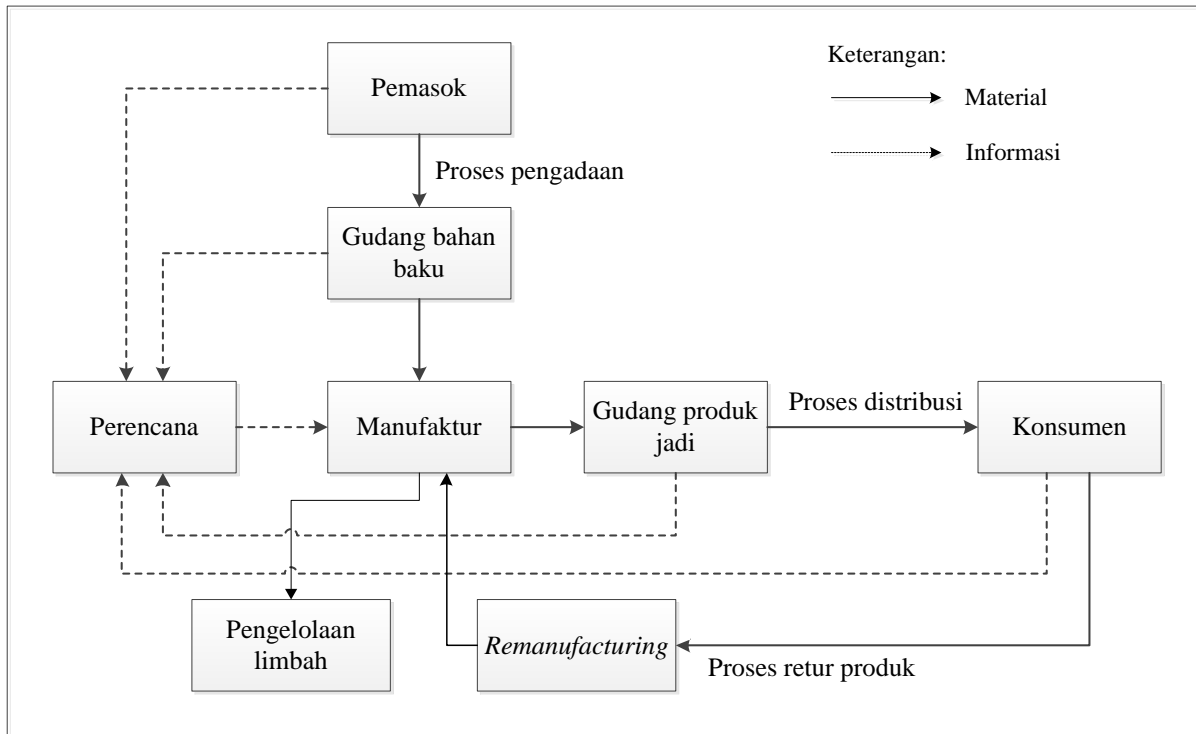 Pemasok
Keterangan:
Material
Informasi
Proses pengadaan
Gudang bahan
baku
Perencana
Manufaktur
Gudang produk
jadi
Proses distribusi
Konsumen
Pengelolaan
limbah
Remanufacturing
Proses retur produk